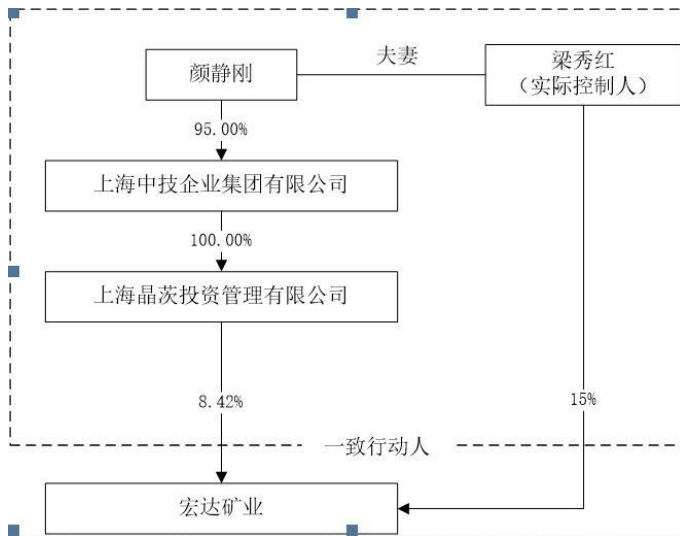 颜静刚
夫妻
梁秀红
（实际控制人）
95.00%
上海中技企业集团有限公司
100.00%
上海晶茨投资管理有限公司
8.42%
15%
一致行动人
宏达矿业